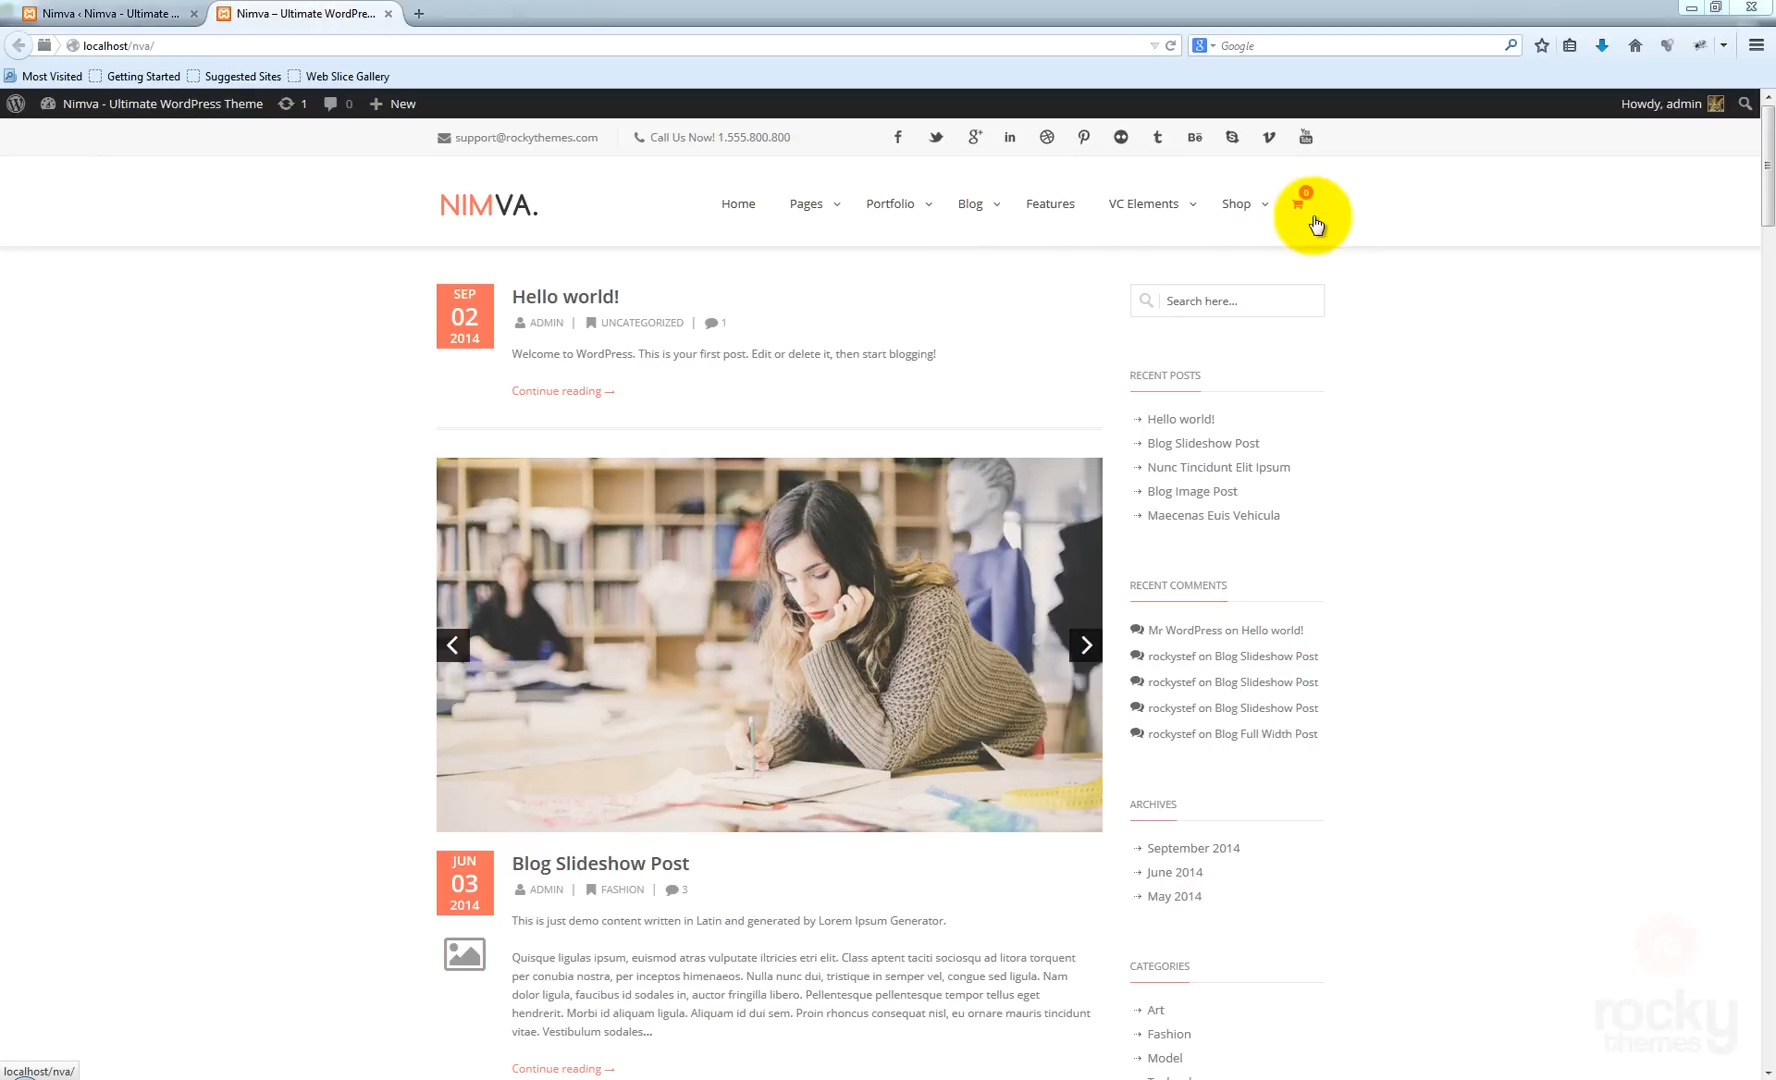 Nimva ‹ Nimva - Ultimate ...
Nimva – Ultimate WordPre...
localhost/nva/
Google
Most Visited
Getting Started
Suggested Sites
Web Slice Gallery
Nimva - Ultimate WordPress Theme
1
0
New
Howdy, admin
support@rockythemes.com
Call Us Now! 1.555.800.800
NIMVA.
Home
Pages
Portfolio
Blog
Features
VC Elements
Shop
0
SEP
02
2014
Hello world!
ADMIN | UNCATEGORIZED | 1
Welcome to WordPress. This is your first post. Edit or delete it, then start blogging!
Continue reading →
JUN
03
2014
Blog Slideshow Post
ADMIN | FASHION | 3
This is just demo content written in Latin and generated by Lorem Ipsum Generator.
Quisque ligulas ipsum, euismod atras vulputate iltricies etri elit. Class aptent taciti sociosqu ad litora torquent
per conubia nostra, per inceptos himenaeos. Nulla nunc dui, tristique in semper vel, congue sed ligula. Nam
dolor ligula, faucibus id sodales in, auctor fringilla libero. Pellentesque pellentesque tempor tellus eget
hendrerit. Morbi id aliquam ligula. Aliquam id dui sem. Proin rhoncus consequat nisl, eu ornare mauris tincidunt
vitae. Vestibulum sodales...
Continue reading →
Search here...
RECENT POSTS
Hello world!
Blog Slideshow Post
Nunc Tincidunt Elit Ipsum
Blog Image Post
Maecenas Euis Vehicula
RECENT COMMENTS
Mr WordPress on Hello world!
rockystef on Blog Slideshow Post
rockystef on Blog Slideshow Post
rockystef on Blog Slideshow Post
rockystef on Blog Full Width Post
ARCHIVES
September 2014
June 2014
May 2014
CATEGORIES
Art
Fashion
Model
rocky
themes
localhost/nva/